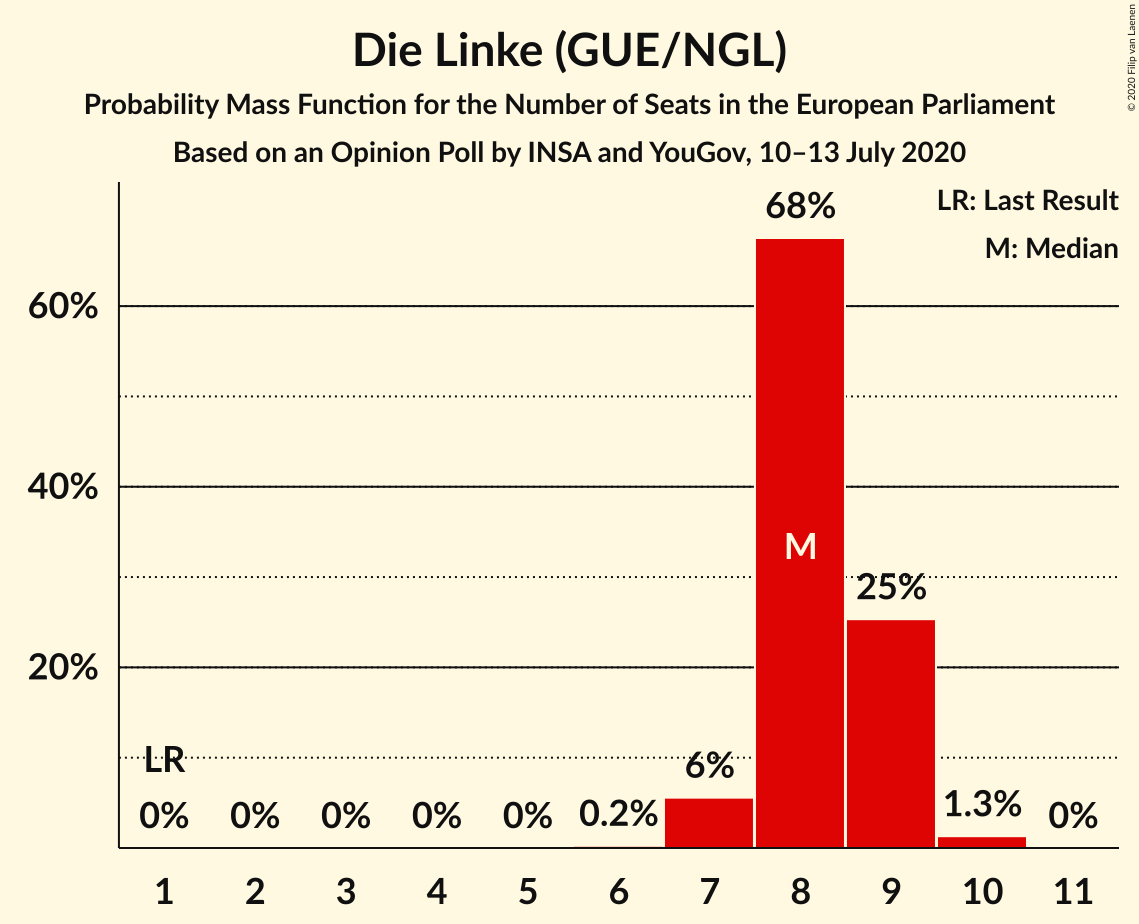 Die Linke (GUE/NGL)
Probability Mass Function for the Number of Seats in the European Parliament
Based on an Opinion Poll by INSA and YouGov, 10–13 July 2020
© 2020 Filip van Laenen
LR: Last Result
M: Median
68%
60%
40%
M
25%
20%
LR
6%
0% 0% 0% 0% 0% 0.2% 1.3% 0%
1 2 3 4 5 6 7 8 9 10 11